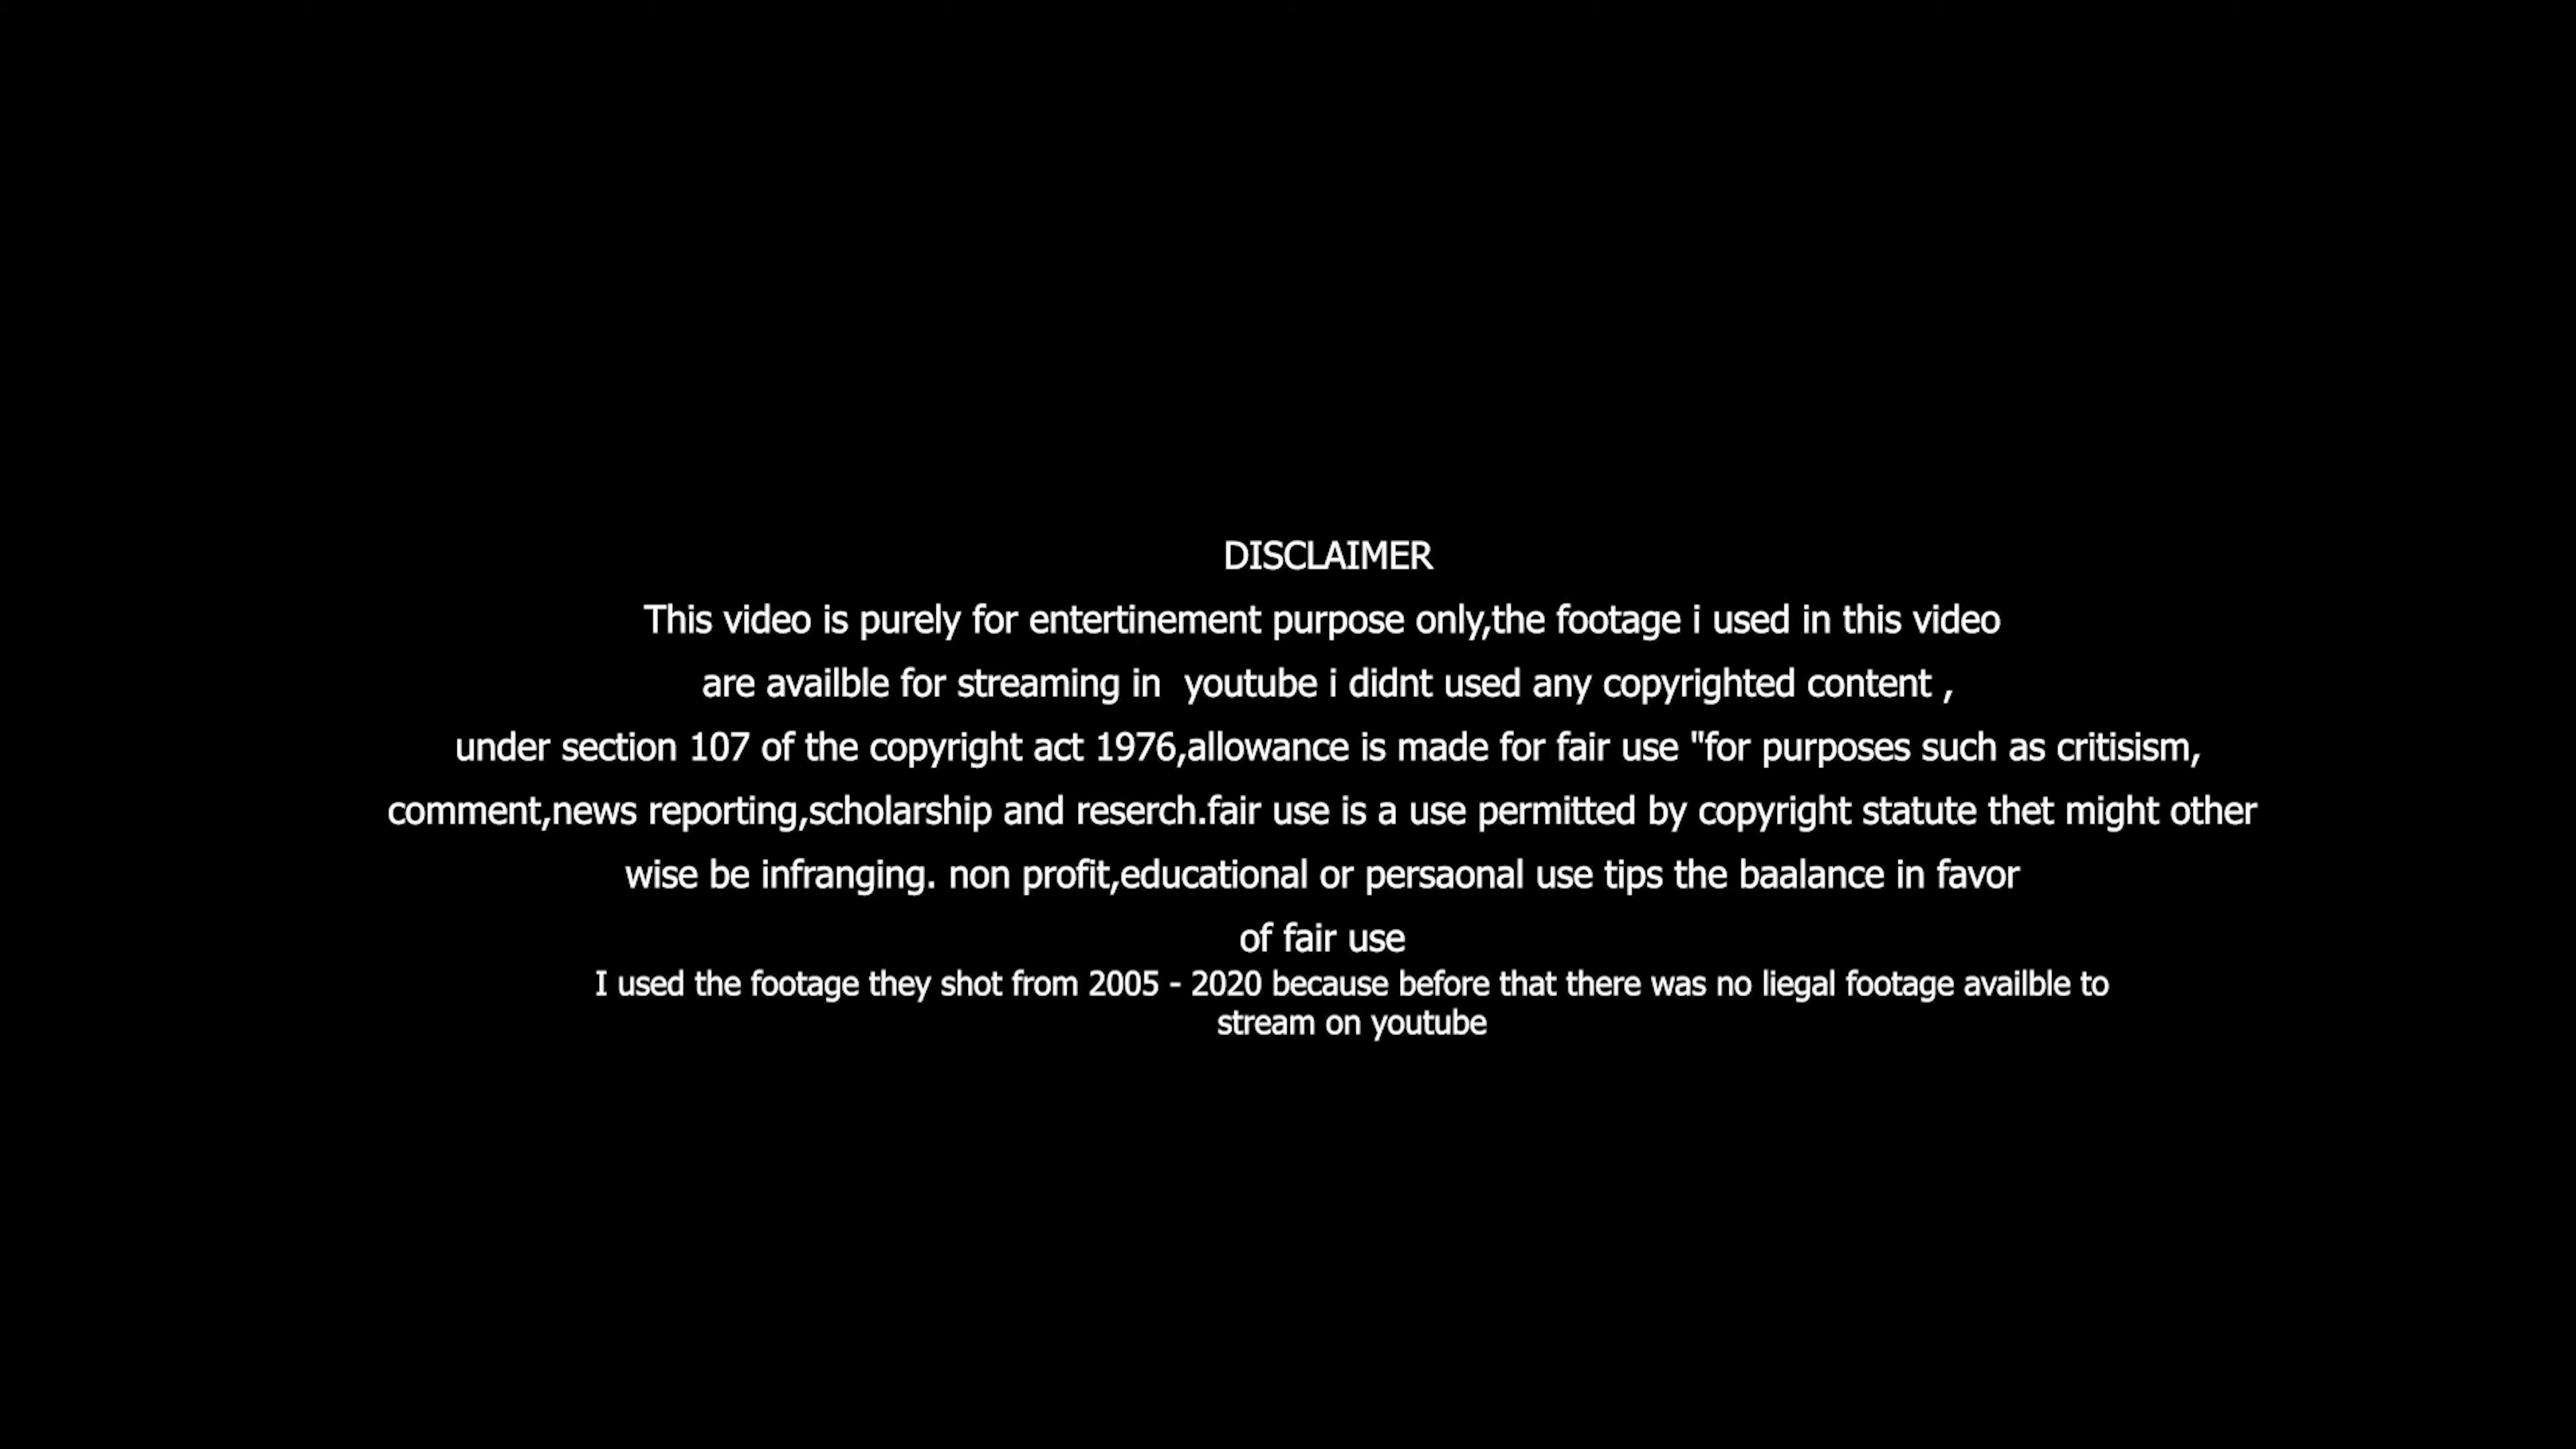 DISCLAIMER
This video is purely for entertinement purpose only,the footage i used in this video
are availble for streaming in  youtube i didnt used any copyrighted content ,
under section 107 of the copyright act 1976,allowance is made for fair use "for purposes such as critisism,
comment,news reporting,scholarship and reserch.fair use is a use permitted by copyright statute thet might other
wise be infranging. non profit,educational or persaonal use tips the baalance in favor
of fair use
I used the footage they shot from 2005 - 2020 because before that there was no liegal footage availble to
stream on youtube